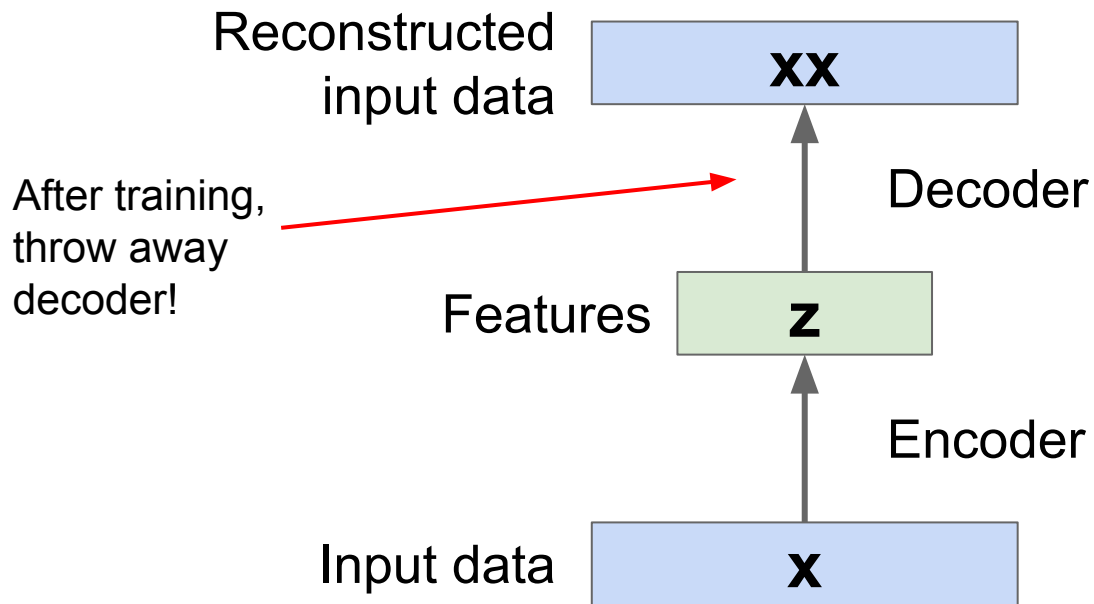 Reconstructed
input data
xx
After training,
throw away
decoder!
Decoder
Features
z
Encoder
Input data
x